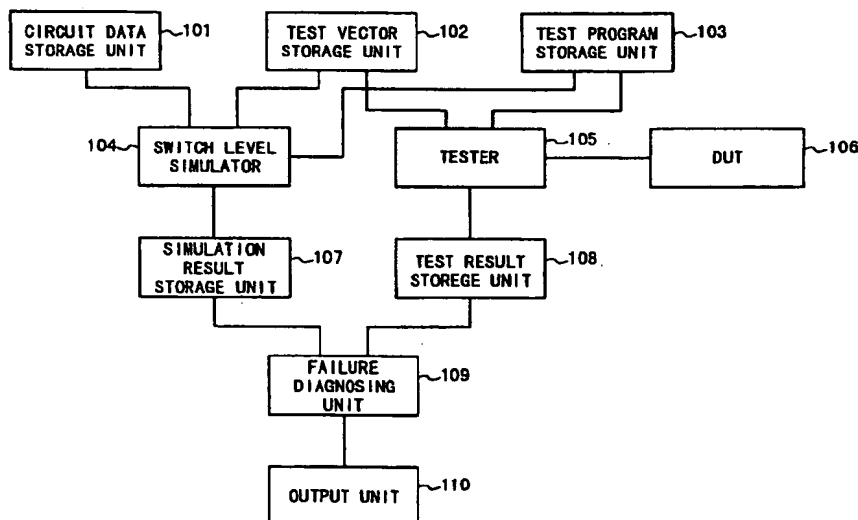 CIRCUIT DATA
STORAGE UNIT
101
TEST VECTOR
STORAGE UNIT
102
TEST PROGRAM
STORAGE UNIT
103
104
SWITCH LEVEL
SIMULATOR
TESTER
105
DUT
106
SIMULATION
RESULT
STORAGE UNIT
107
TEST RESULT
STOREGE UNIT
108
FAILURE
DIAGNOSING
UNIT
109
OUTPUT UNIT
110